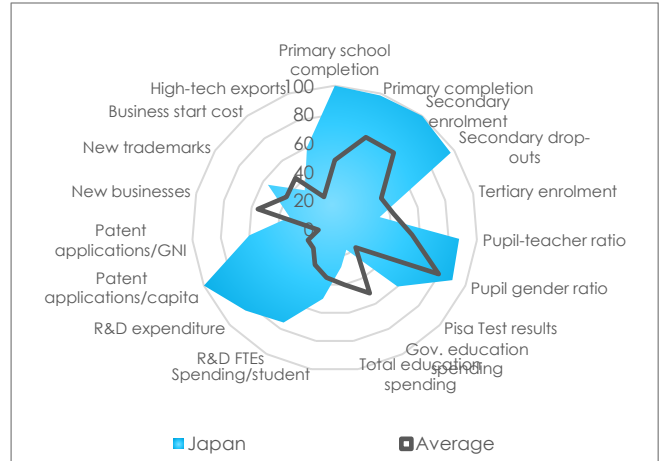 Primary school
completion
Primary completion
Secondary
enrolment
Secondary drop-
outs
Tertiary enrolment
Pupil-teacher ratio
Pupil gender ratio
Pisa Test results
Gov. education
spending
Total education
spending
Spending/student
R&D FTEs
R&D expenditure
Patent
applications/capita
Patent
applications/GNI
New businesses
New trademarks
Business start cost
High-tech exports
100
80
60
40
20
0
Japan
Average